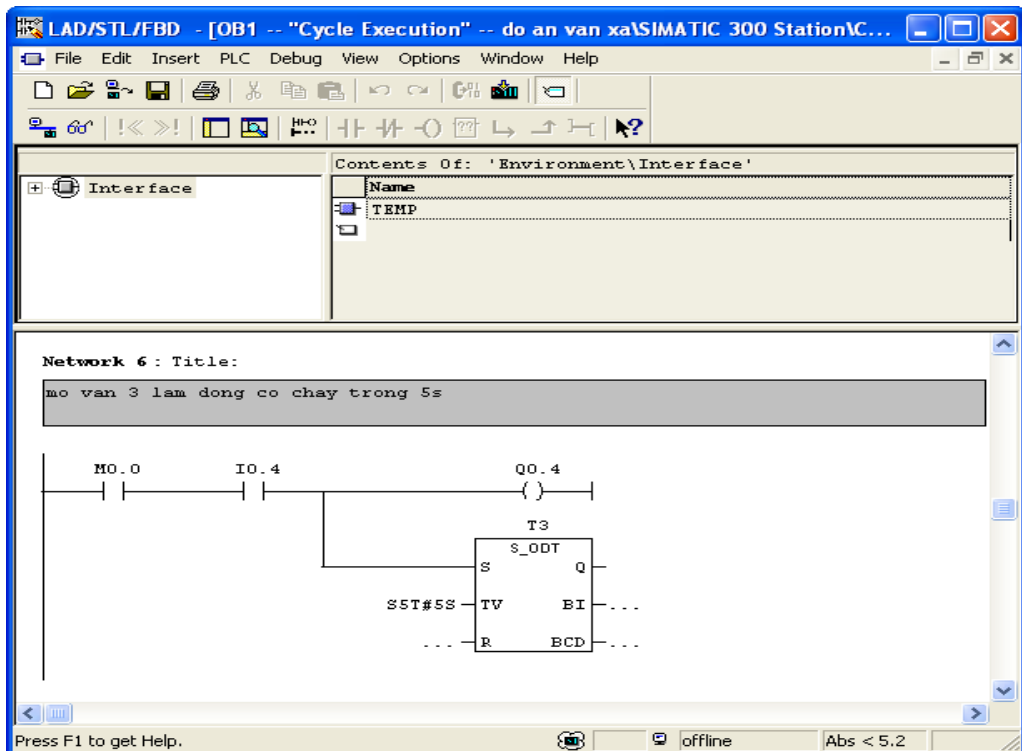 LAD/STL/FBD - [OB1 -- "Cycle Execution" -- do an van xa\SIMATIC 300 Station\C...
File Edit Insert PLC Debug View Options Window Help
Contents Of: 'Environment\Interface'
Interface
Name
TEMP
Network 6 : Title:
mo van 3 lam dong co chay trong 5s
M0.0 I0.4 Q0.4
T3
S_ODT
S Q
S5T#5S TV BI ...
... R BCD ...
Press F1 to get Help.
offline
Abs < 5.2